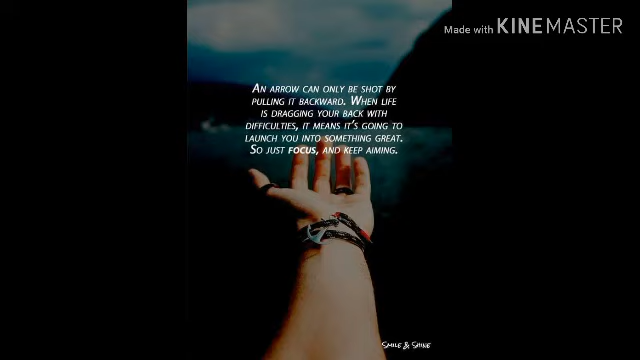 Made with KINEMASTER
AN ARROW CAN ONLY BE SHOT BY
PULLING IT BACKWARD. WHEN LIFE
IS DRAGGING YOUR BACK WITH
DIFFICULTIES, IT MEANS IT'S GOING TO
LAUNCH YOU INTO SOMETHING GREAT.
SO JUST FOCUS, AND KEEP AIMING.
SMILE & SHINE